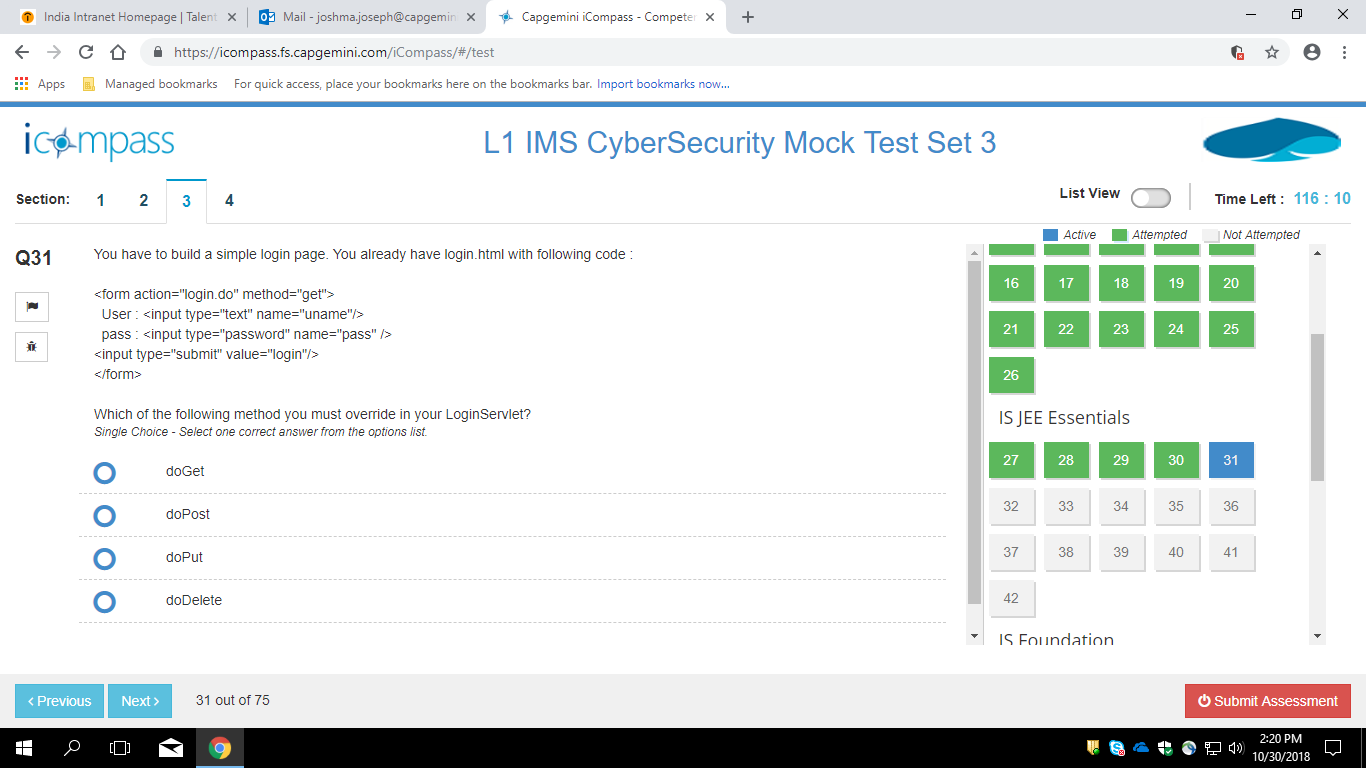 India Intranet Homepage | Talent
Mail - joshma.joseph@capgemin
Capgemini iCompass - Competer
https://icompass.fs.capgemini.com/iCompass/#/test
Apps
Managed bookmarks
For quick access, place your bookmarks here on the bookmarks bar. Import bookmarks now...
icompass
L1 IMS CyberSecurity Mock Test Set 3
Section: 1 2 3 4
List View
Time Left : 116 : 10
Active Attempted Not Attempted
Q31
You have to build a simple login page. You already have login.html with following code :
<form action="login.do" method="get">
User : <input type="text" name="uname"/>
pass : <input type="password" name="pass" />
<input type="submit" value="login"/>
</form>
Which of the following method you must override in your LoginServlet?
Single Choice - Select one correct answer from the options list.
doGet
doPost
doPut
doDelete
16 17 18 19 20
21 22 23 24 25
26
IS JEE Essentials
27 28 29 30 31
32 33 34 35 36
37 38 39 40 41
42
IS Foundation
Previous
Next
31 out of 75
Submit Assessment
2:20 PM
10/30/2018